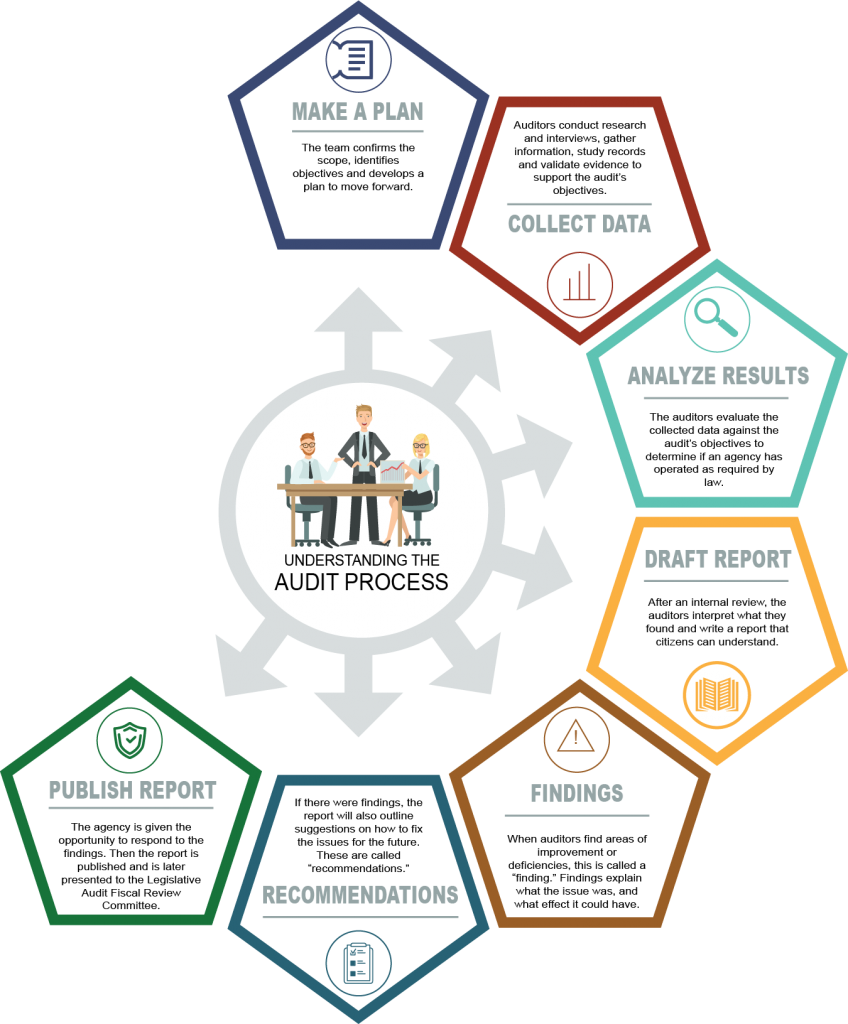 MAKE A PLAN
The team confirms the
scope, identifies
objectives and develops a
plan to move forward.
Auditors conduct research
and interviews, gather
information, study records
and validate evidence to
support the audit's
objectives.
COLLECT DATA
ANALYZE RESULTS
The auditors evaluate the
collected data against the
audit's objectives to
determine if an agency has
operated as required by
law.
DRAFT REPORT
After an internal review, the
auditors interpret what they
found and write a report that
citizens can understand.
FINDINGS
When auditors find areas of
improvement or
deficiencies, this is called a
“finding.” Findings explain
what the issue was, and
what effect it could have.
If there were findings, the
report will also outline
suggestions on how to fix
the issues for the future.
These are called
“recommendations.”
RECOMMENDATIONS
PUBLISH REPORT
The agency is given the
opportunity to respond to the
findings. Then the report is
published and is later
presented to the Legislative
Audit Fiscal Review
Committee.
UNDERSTANDING THE
AUDIT PROCESS